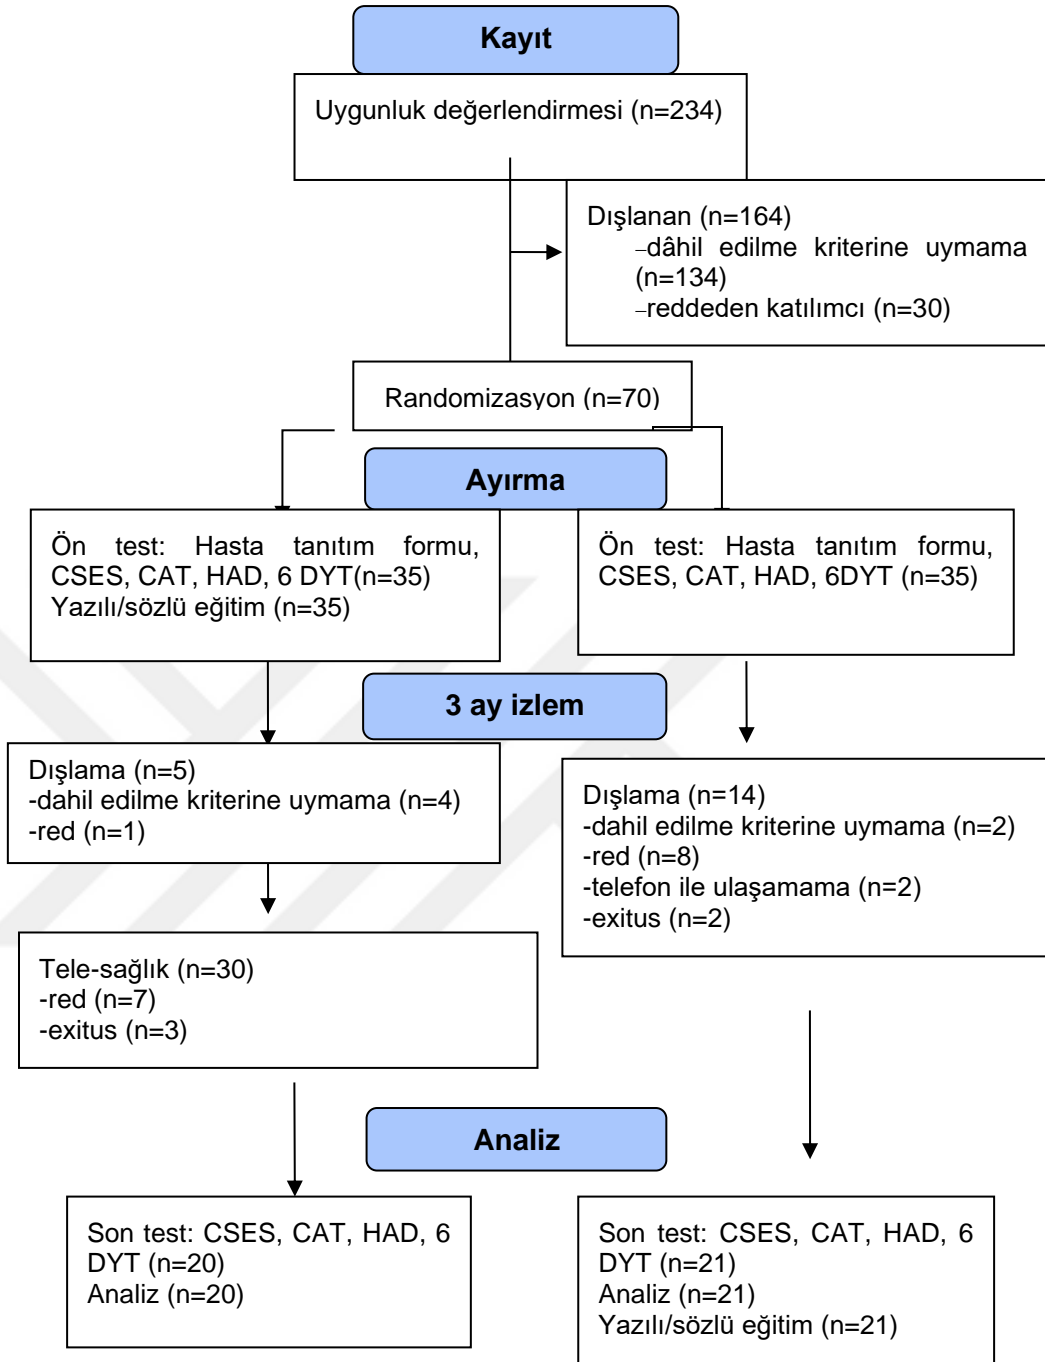 Kayıt
Uygunluk değerlendirmesi (n=234)
Dışlanan (n=164)
–dâhil edilme kriterine uymama
(n=134)
–reddeden katılımcı (n=30)
Randomizasyon (n=70)
Ayırma
Ön test: Hasta tanıtım formu,
CSES, CAT, HAD, 6 DYT(n=35)
Yazılı/sözlü eğitim (n=35)
Ön test: Hasta tanıtım formu,
CSES, CAT, HAD, 6DYT (n=35)
3 ay izlem
Dışlama (n=5)
-dahil edilme kriterine uymama (n=4)
-red (n=1)
Dışlama (n=14)
-dahil edilme kriterine uymama (n=2)
-red (n=8)
-telefon ile ulaşamama (n=2)
-exitus (n=2)
Tele-sağlık (n=30)
-red (n=7)
-exitus (n=3)
Analiz
Son test: CSES, CAT, HAD, 6
DYT (n=20)
Analiz (n=20)
Son test: CSES, CAT, HAD, 6
DYT (n=21)
Analiz (n=21)
Yazılı/sözlü eğitim (n=21)